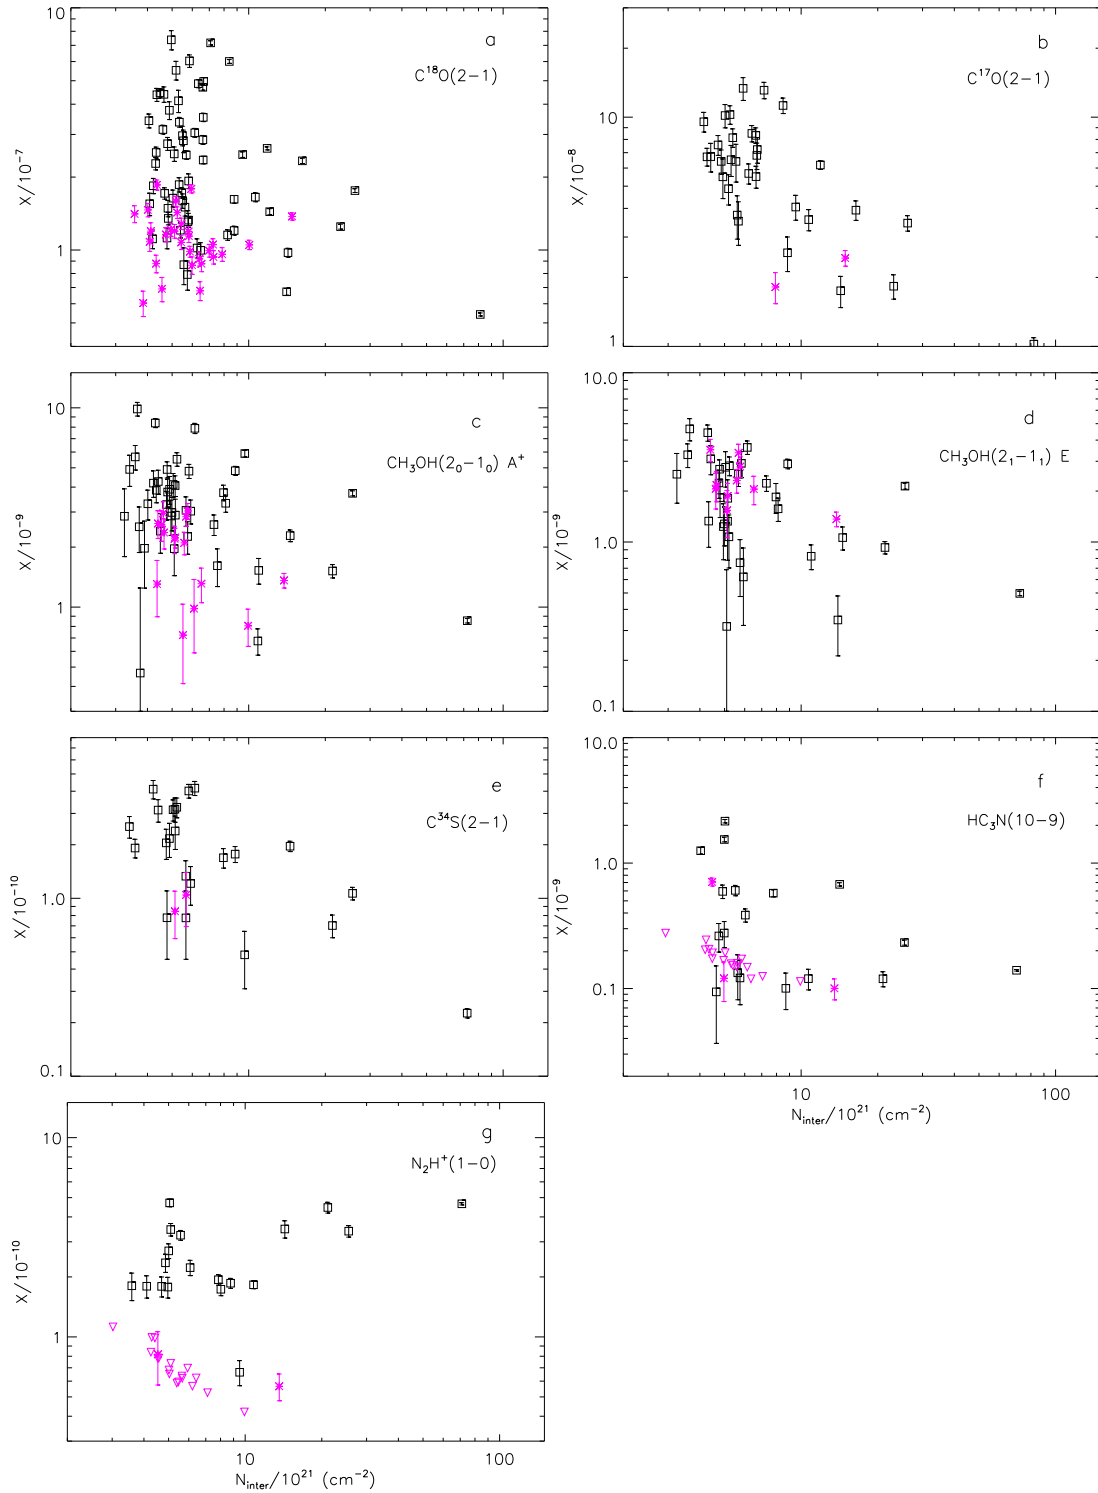 10
a
C¹⁸O(2−1)
X/10⁻⁷
1
b
C¹⁷O(2−1)
10
X/10⁻⁸
1
10
c
CH₃OH(2₀−1₀) A⁺
X/10⁻⁹
1
10.0
d
CH₃OH(2₁−1₁) E
1.0
X/10⁻⁹
0.1
e
C³⁴S(2−1)
1.0
X/10⁻¹⁰
0.1
10.0
f
HC₃N(10−9)
1.0
X/10⁻⁹
0.1
10
100
N_inter/10²¹ (cm⁻²)
10
g
N₂H⁺(1−0)
X/10⁻¹⁰
1
10
100
N_inter/10²¹ (cm⁻²)